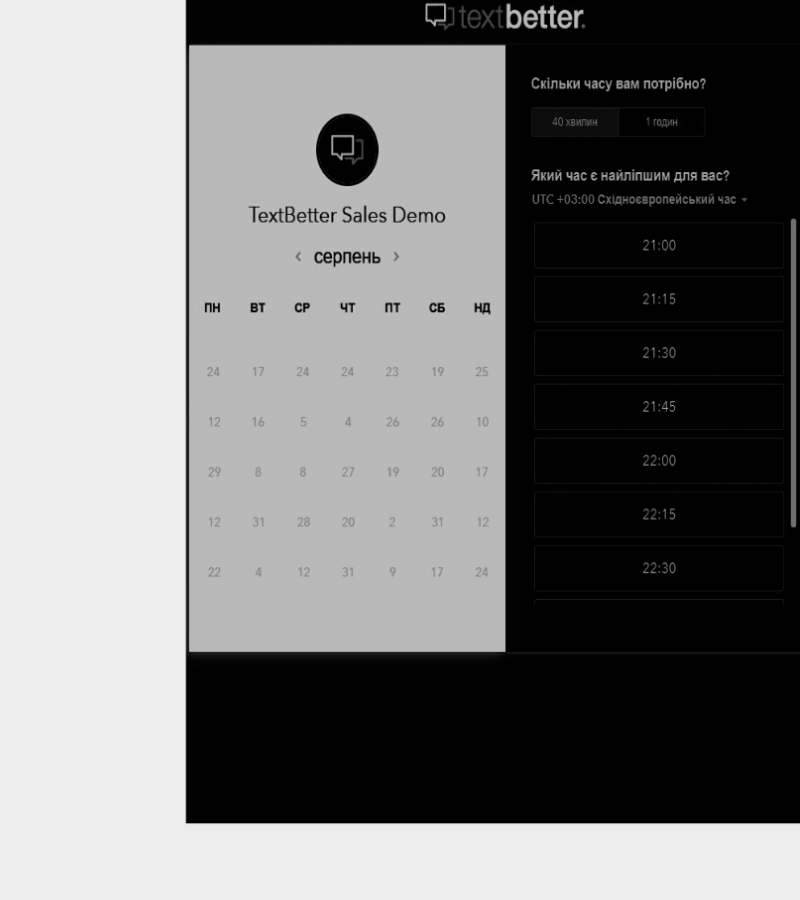 textbetter.
TextBetter Sales Demo
‹ серпень ›
ПН ВТ СР ЧТ ПТ СБ НД
24 17 24 24 23 19 25
12 16 5 4 26 26 10
29 8 8 27 19 20 17
12 31 28 20 2 31 12
22 4 12 31 9 17 24
Скільки часу вам потрібно?
40 хвилин 1 годин
Який час є найліпшим для вас?
UTC +03:00 Східноєвропейський час
21:00
21:15
21:30
21:45
22:00
22:15
22:30